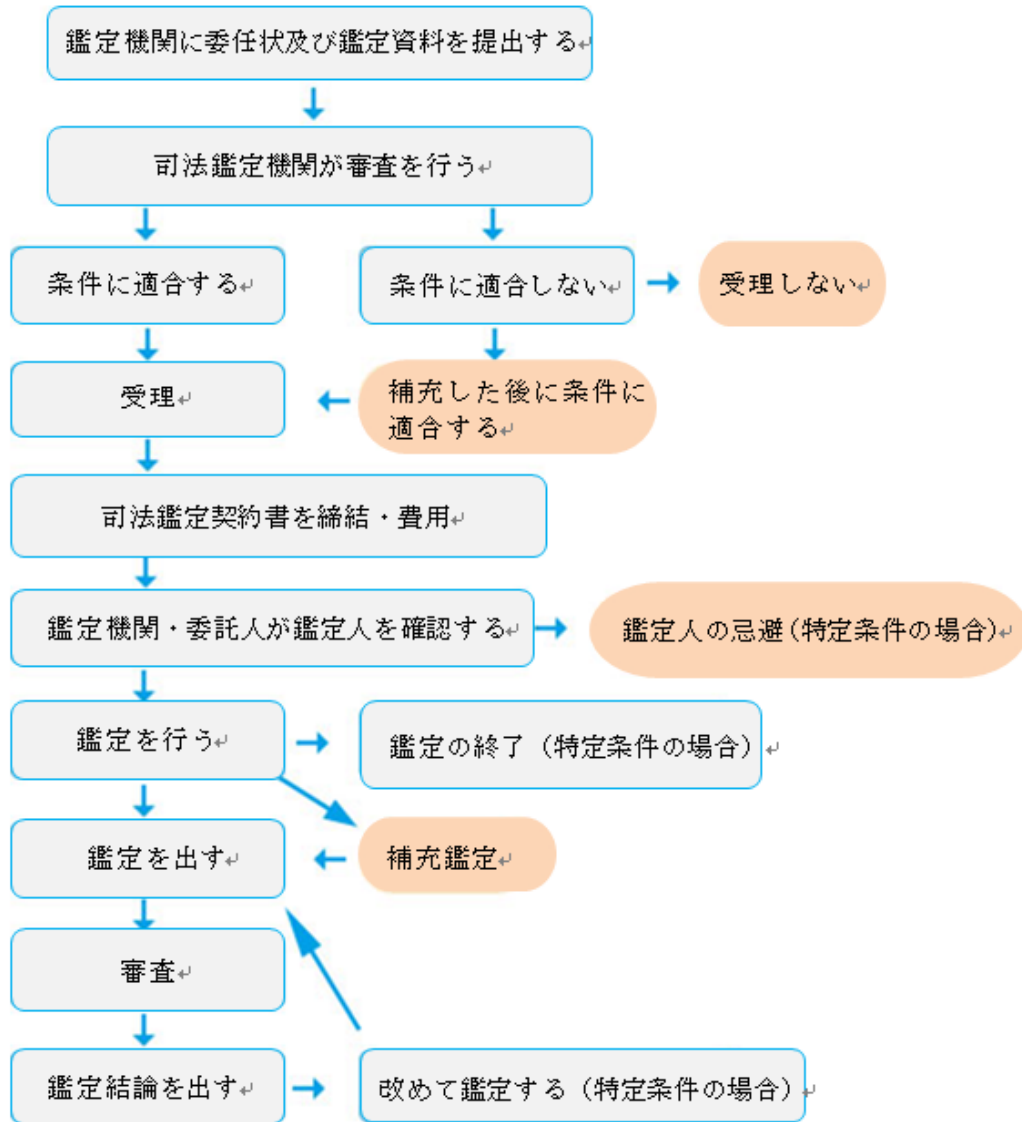 鑑定機関に委任状及び鑑定資料を提出する↵
司法鑑定機関が審査を行う↵
条件に適合する↵
条件に適合しない↵
受理しない↵
受理↵
補充した後に条件に
適合する↵
司法鑑定契約書を締結・費用↵
鑑定機関・委託人が鑑定人を確認する↵
鑑定人の忌避(特定条件の場合)↵
鑑定を行う↵
鑑定の終了（特定条件の場合）↵
鑑定を出す↵
補充鑑定↵
審査↵
鑑定結論を出す↵
改めて鑑定する（特定条件の場合）↵